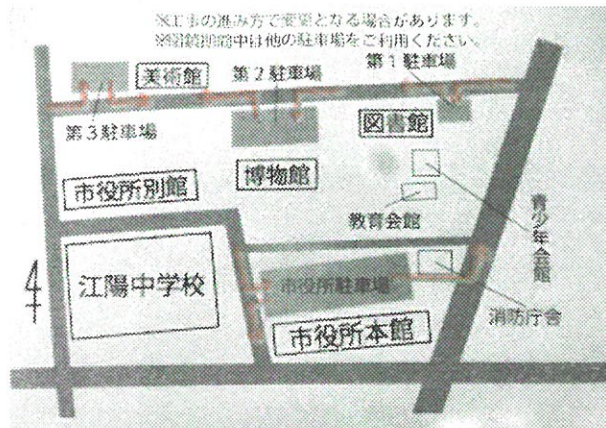 ※工事の進み方で変更となる場合があります。
※閉鎖期間中は他の駐車場をご利用ください。
美術館
第2駐車場
第1駐車場
第3駐車場
図書館
市役所別館
博物館
教育会館
青少年会館
江陽中学校
市役所駐車場
消防庁舎
市役所本館